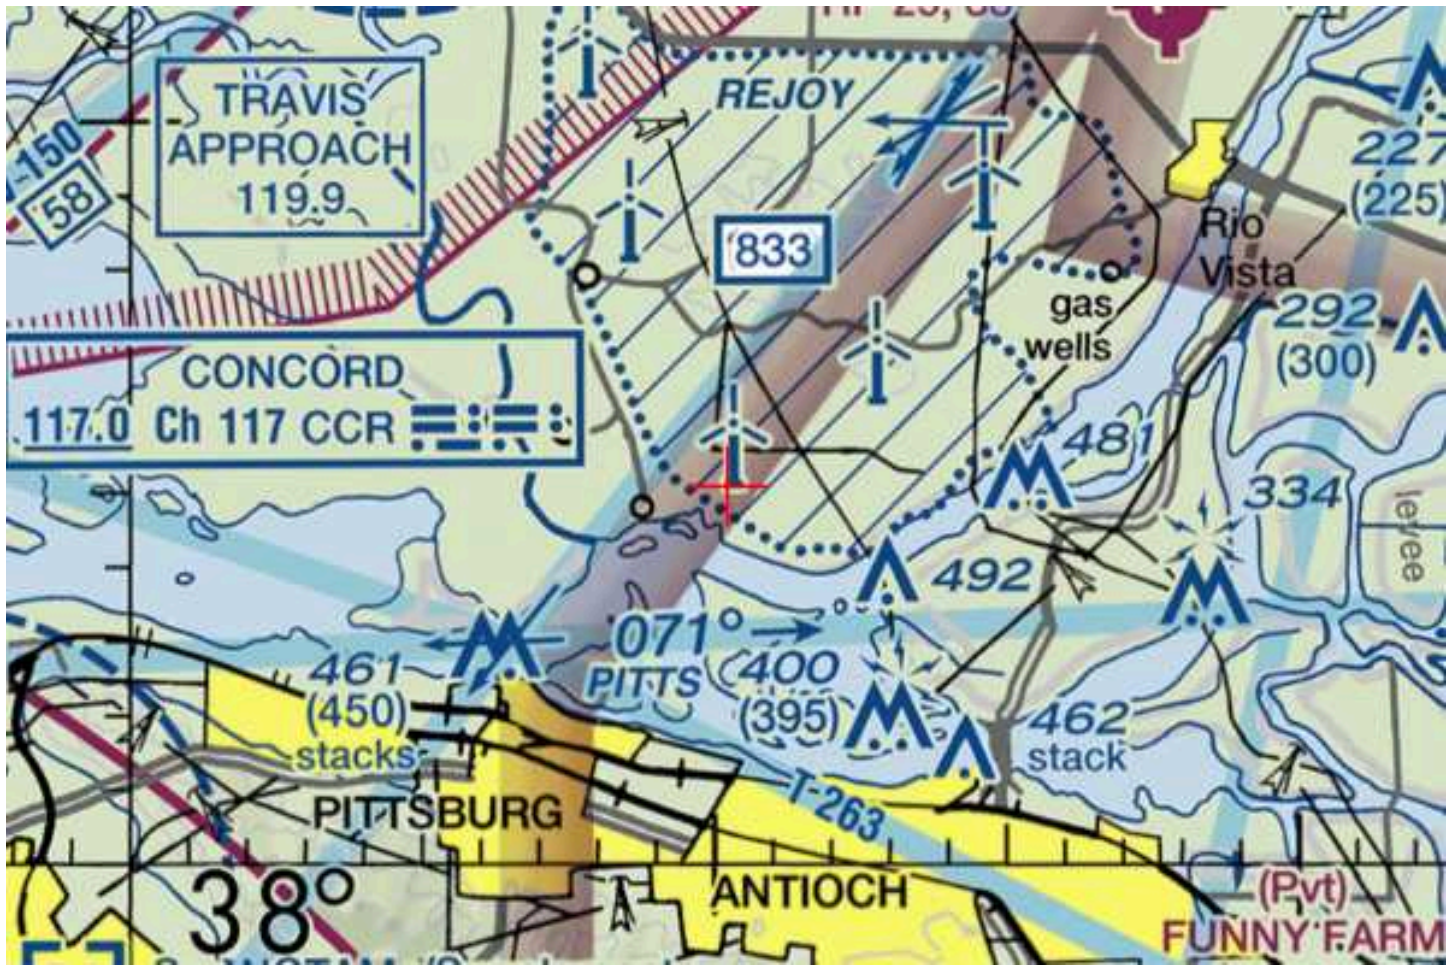 REJOY
TRAVIS
APPROACH
119.9
-150
58
227
(225)
833
Rio
Vista
gas
wells
292
(300)
CONCORD
117.0 Ch 117 CCR
481
334
levee
492
071°
PITTS
461
(450)
stacks
400
(395)
462
stack
PITTSBURG
T-263
38°
ANTIOCH
(Pvt)
FUNNY FARM